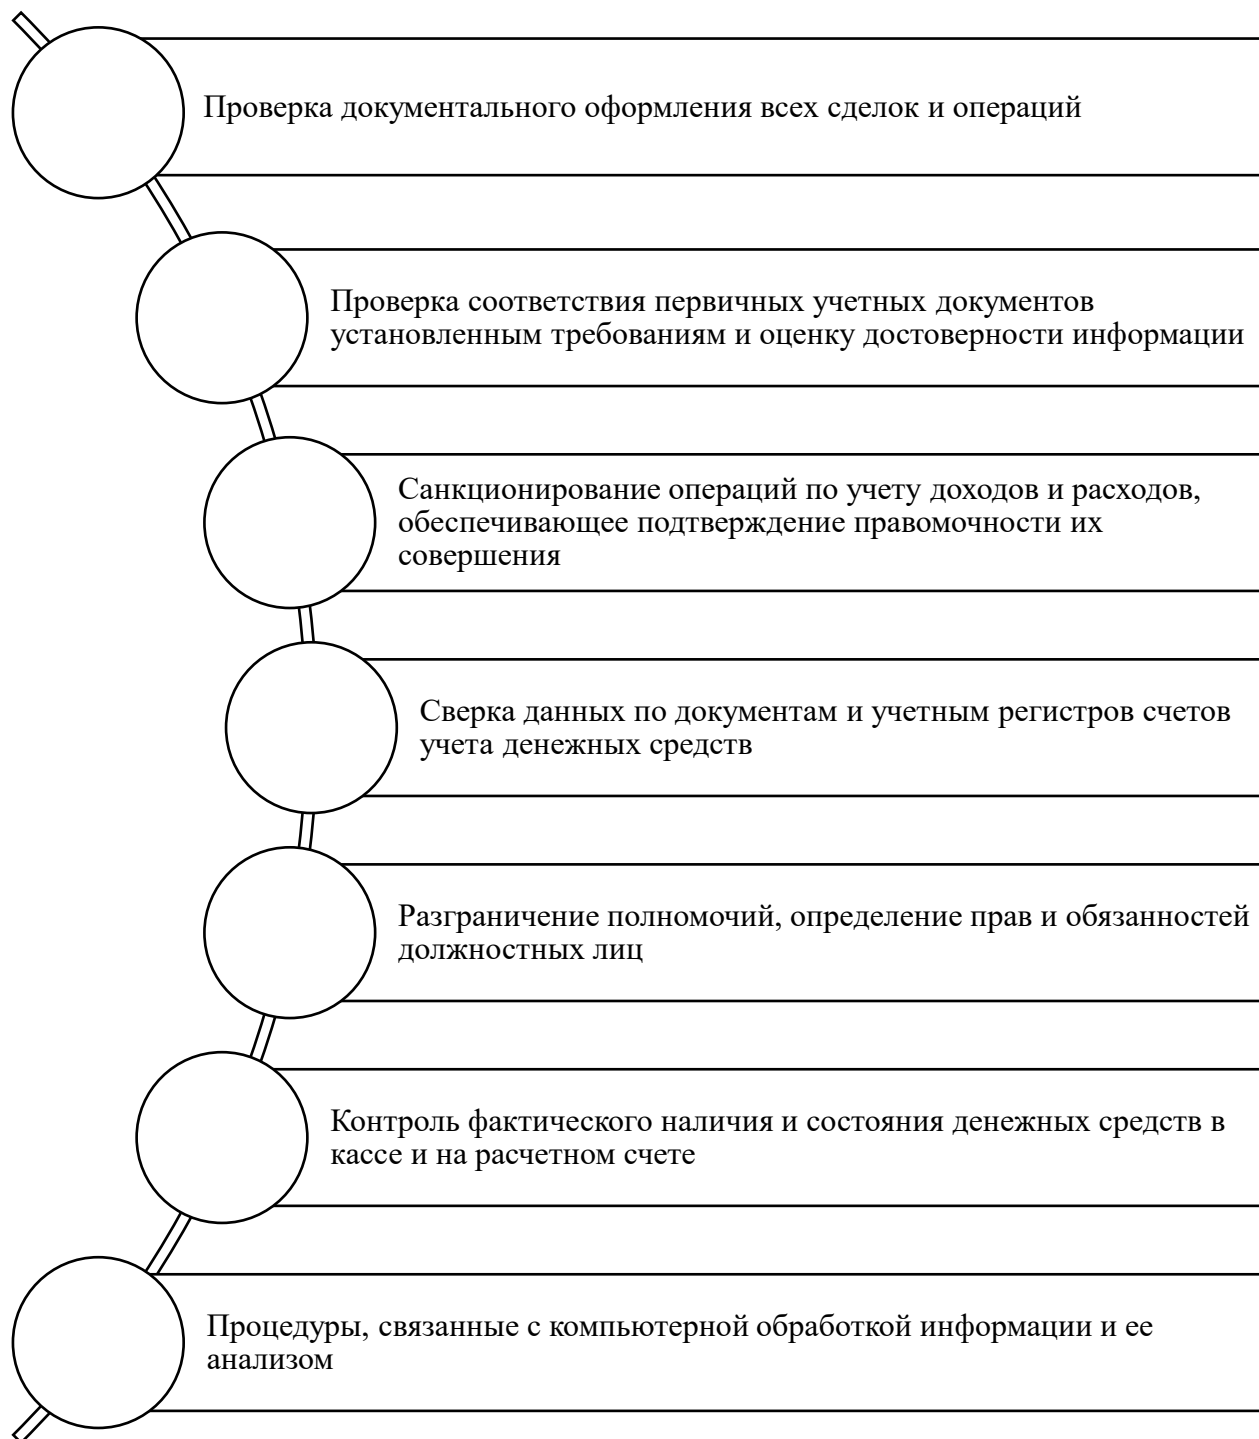 Проверка документального оформления всех сделок и операций
Проверка соответствия первичных учетных документов
установленным требованиям и оценку достоверности информации
Санкционирование операций по учету доходов и расходов,
обеспечивающее подтверждение правомочности их
совершения
Сверка данных по документам и учетным регистров счетов
учета денежных средств
Разграничение полномочий, определение прав и обязанностей
должностных лиц
Контроль фактического наличия и состояния денежных средств в
кассе и на расчетном счете
Процедуры, связанные с компьютерной обработкой информации и ее
анализом